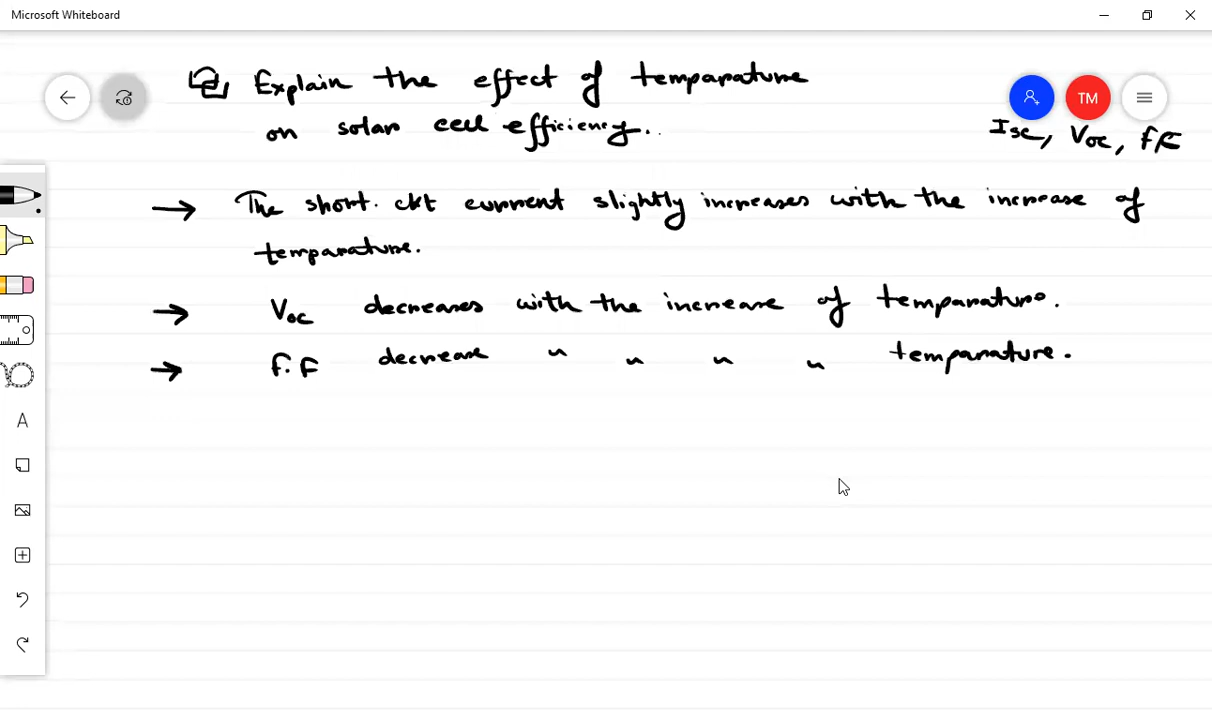 Microsoft Whiteboard
Explain the effect of temparature
on solar cell efficiency..
TM
Isc, Voc, FF
→ The short. ckt current slightly increases with the increase of
temparature.
→ Voc decreases with the increase of temparature.
→ F.F decrease " " " " temparature.
A